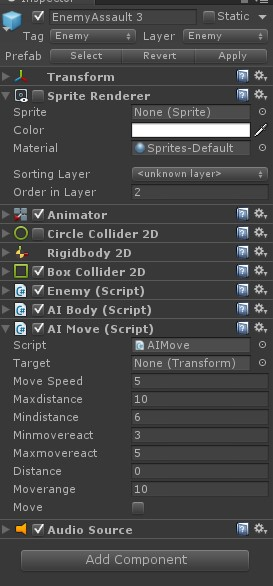 Inspector
EnemyAssault 3 Static
Tag Enemy Layer Enemy
Prefab Select Revert Apply
Transform
Sprite Renderer
Sprite None (Sprite)
Color
Material Sprites-Default
Sorting Layer <unknown layer>
Order in Layer 2
Animator
Circle Collider 2D
Rigidbody 2D
Box Collider 2D
Enemy (Script)
AI Body (Script)
AI Move (Script)
Script AIMove
Target None (Transform)
Move Speed 5
Maxdistance 10
Mindistance 6
Minmovereact 3
Maxmovereact 5
Distance 0
Moverange 10
Move
Audio Source
Add Component